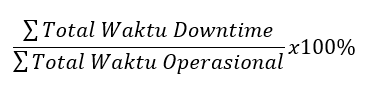 ∑ Total Waktu Downtime
∑ Total Waktu Operasional x100%